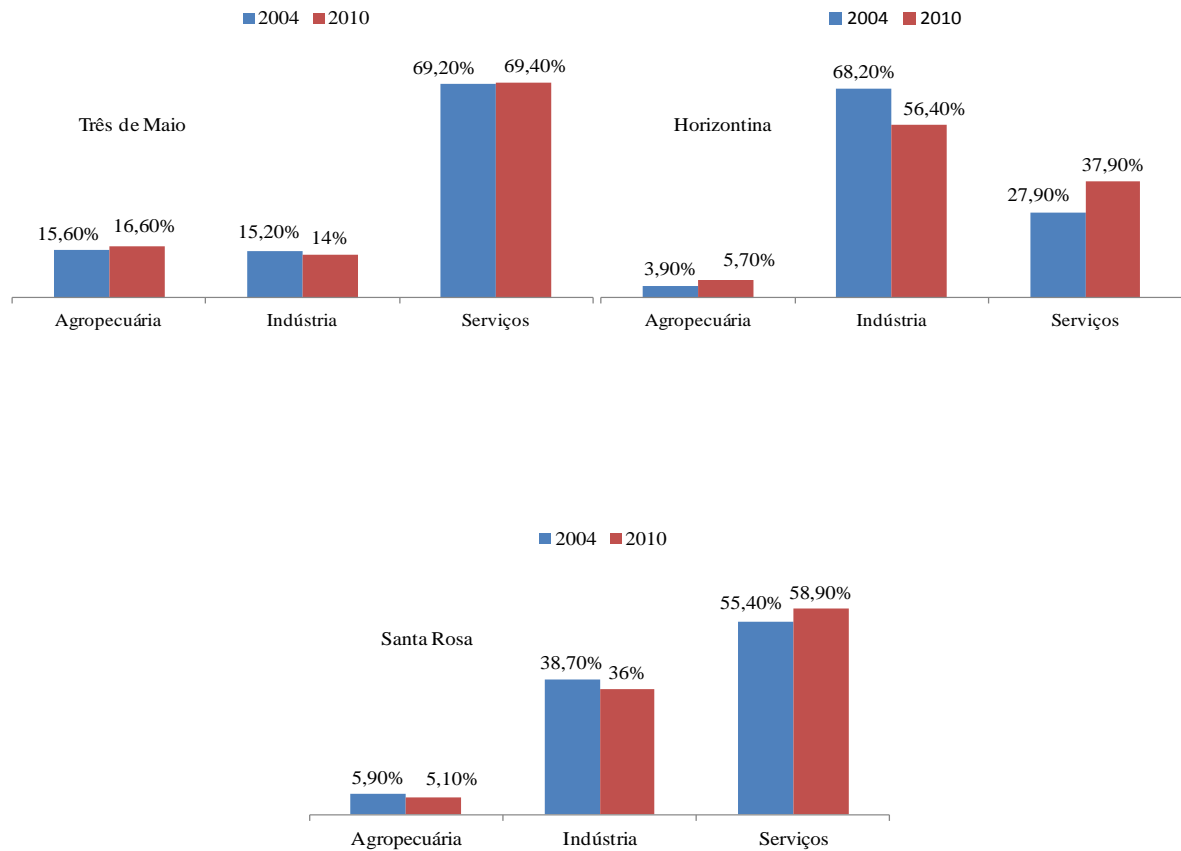 2004 2010
69,20% 69,40%
Três de Maio
15,60% 16,60% 15,20% 14%
Agropecuária Indústria Serviços
2004 2010
68,20%
56,40%
Horizontina
37,90%
27,90%
3,90% 5,70%
Agropecuária Indústria Serviços
2004 2010
55,40% 58,90%
Santa Rosa
38,70% 36%
5,90% 5,10%
Agropecuária Indústria Serviços